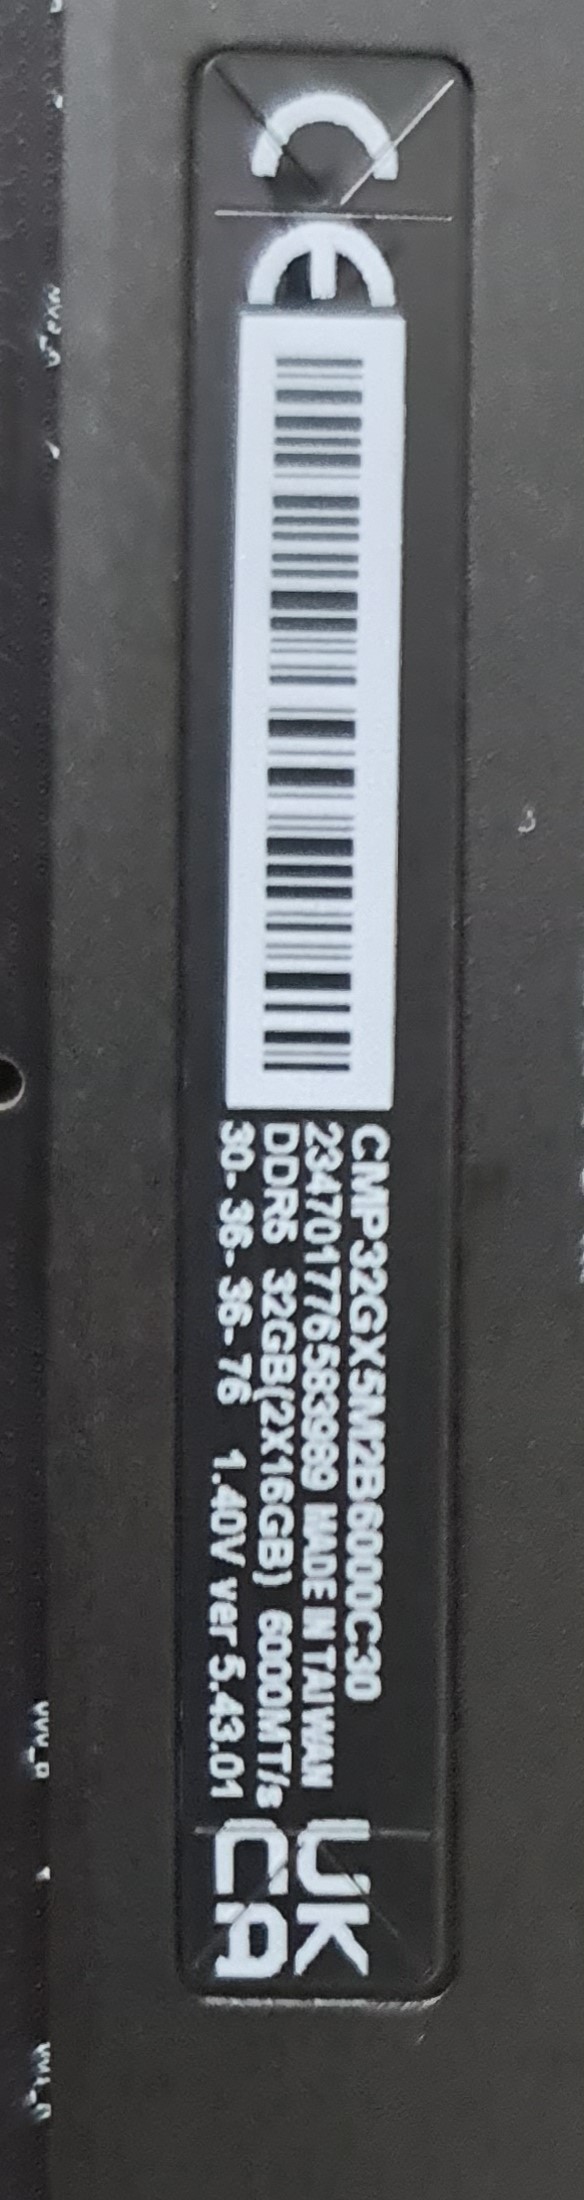 CE
CMP32GX5M2B6000C30
23470177658398​9 MADE IN TAIWAN
DDR5 32GB(2X16GB) 6000MT/s
30-36-36-76 1.40V ver 5.43.01
UK
CA